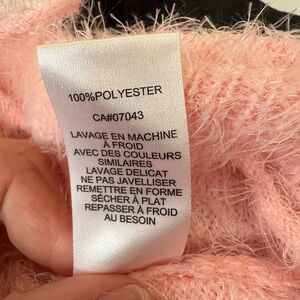 100%POLYESTER
CA#07043
LAVAGE EN MACHINE
À FROID
AVEC DES COULEURS
SIMILAIRES
LAVAGE DELICAT
NE PAS JAVELLISER
REMETTRE EN FORME
SÉCHER À PLAT
REPASSER À FROID
AU BESOIN